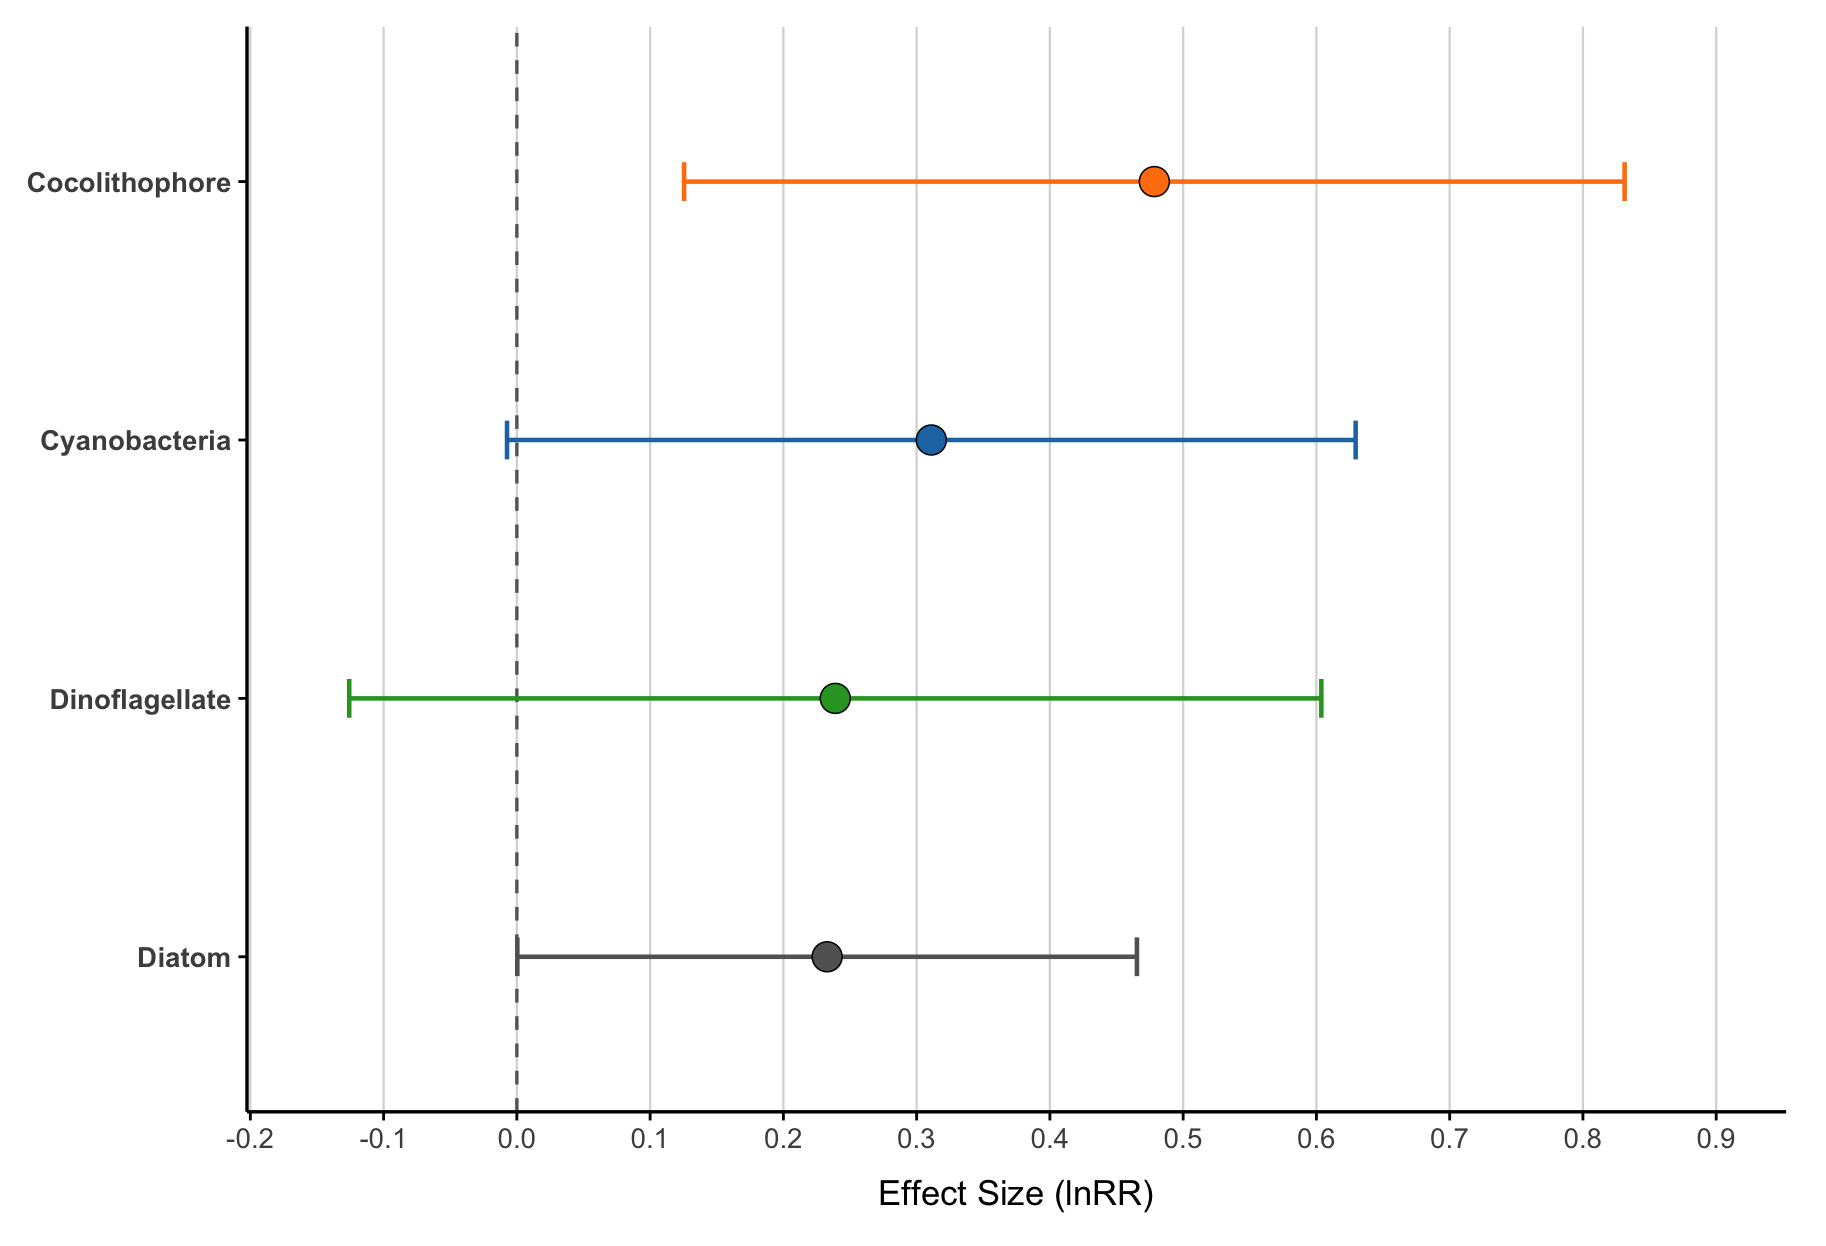 Cocolithophore
Cyanobacteria
Dinoflagellate
Diatom
-0.2 -0.1 0.0 0.1 0.2 0.3 0.4 0.5 0.6 0.7 0.8 0.9
Effect Size (lnRR)